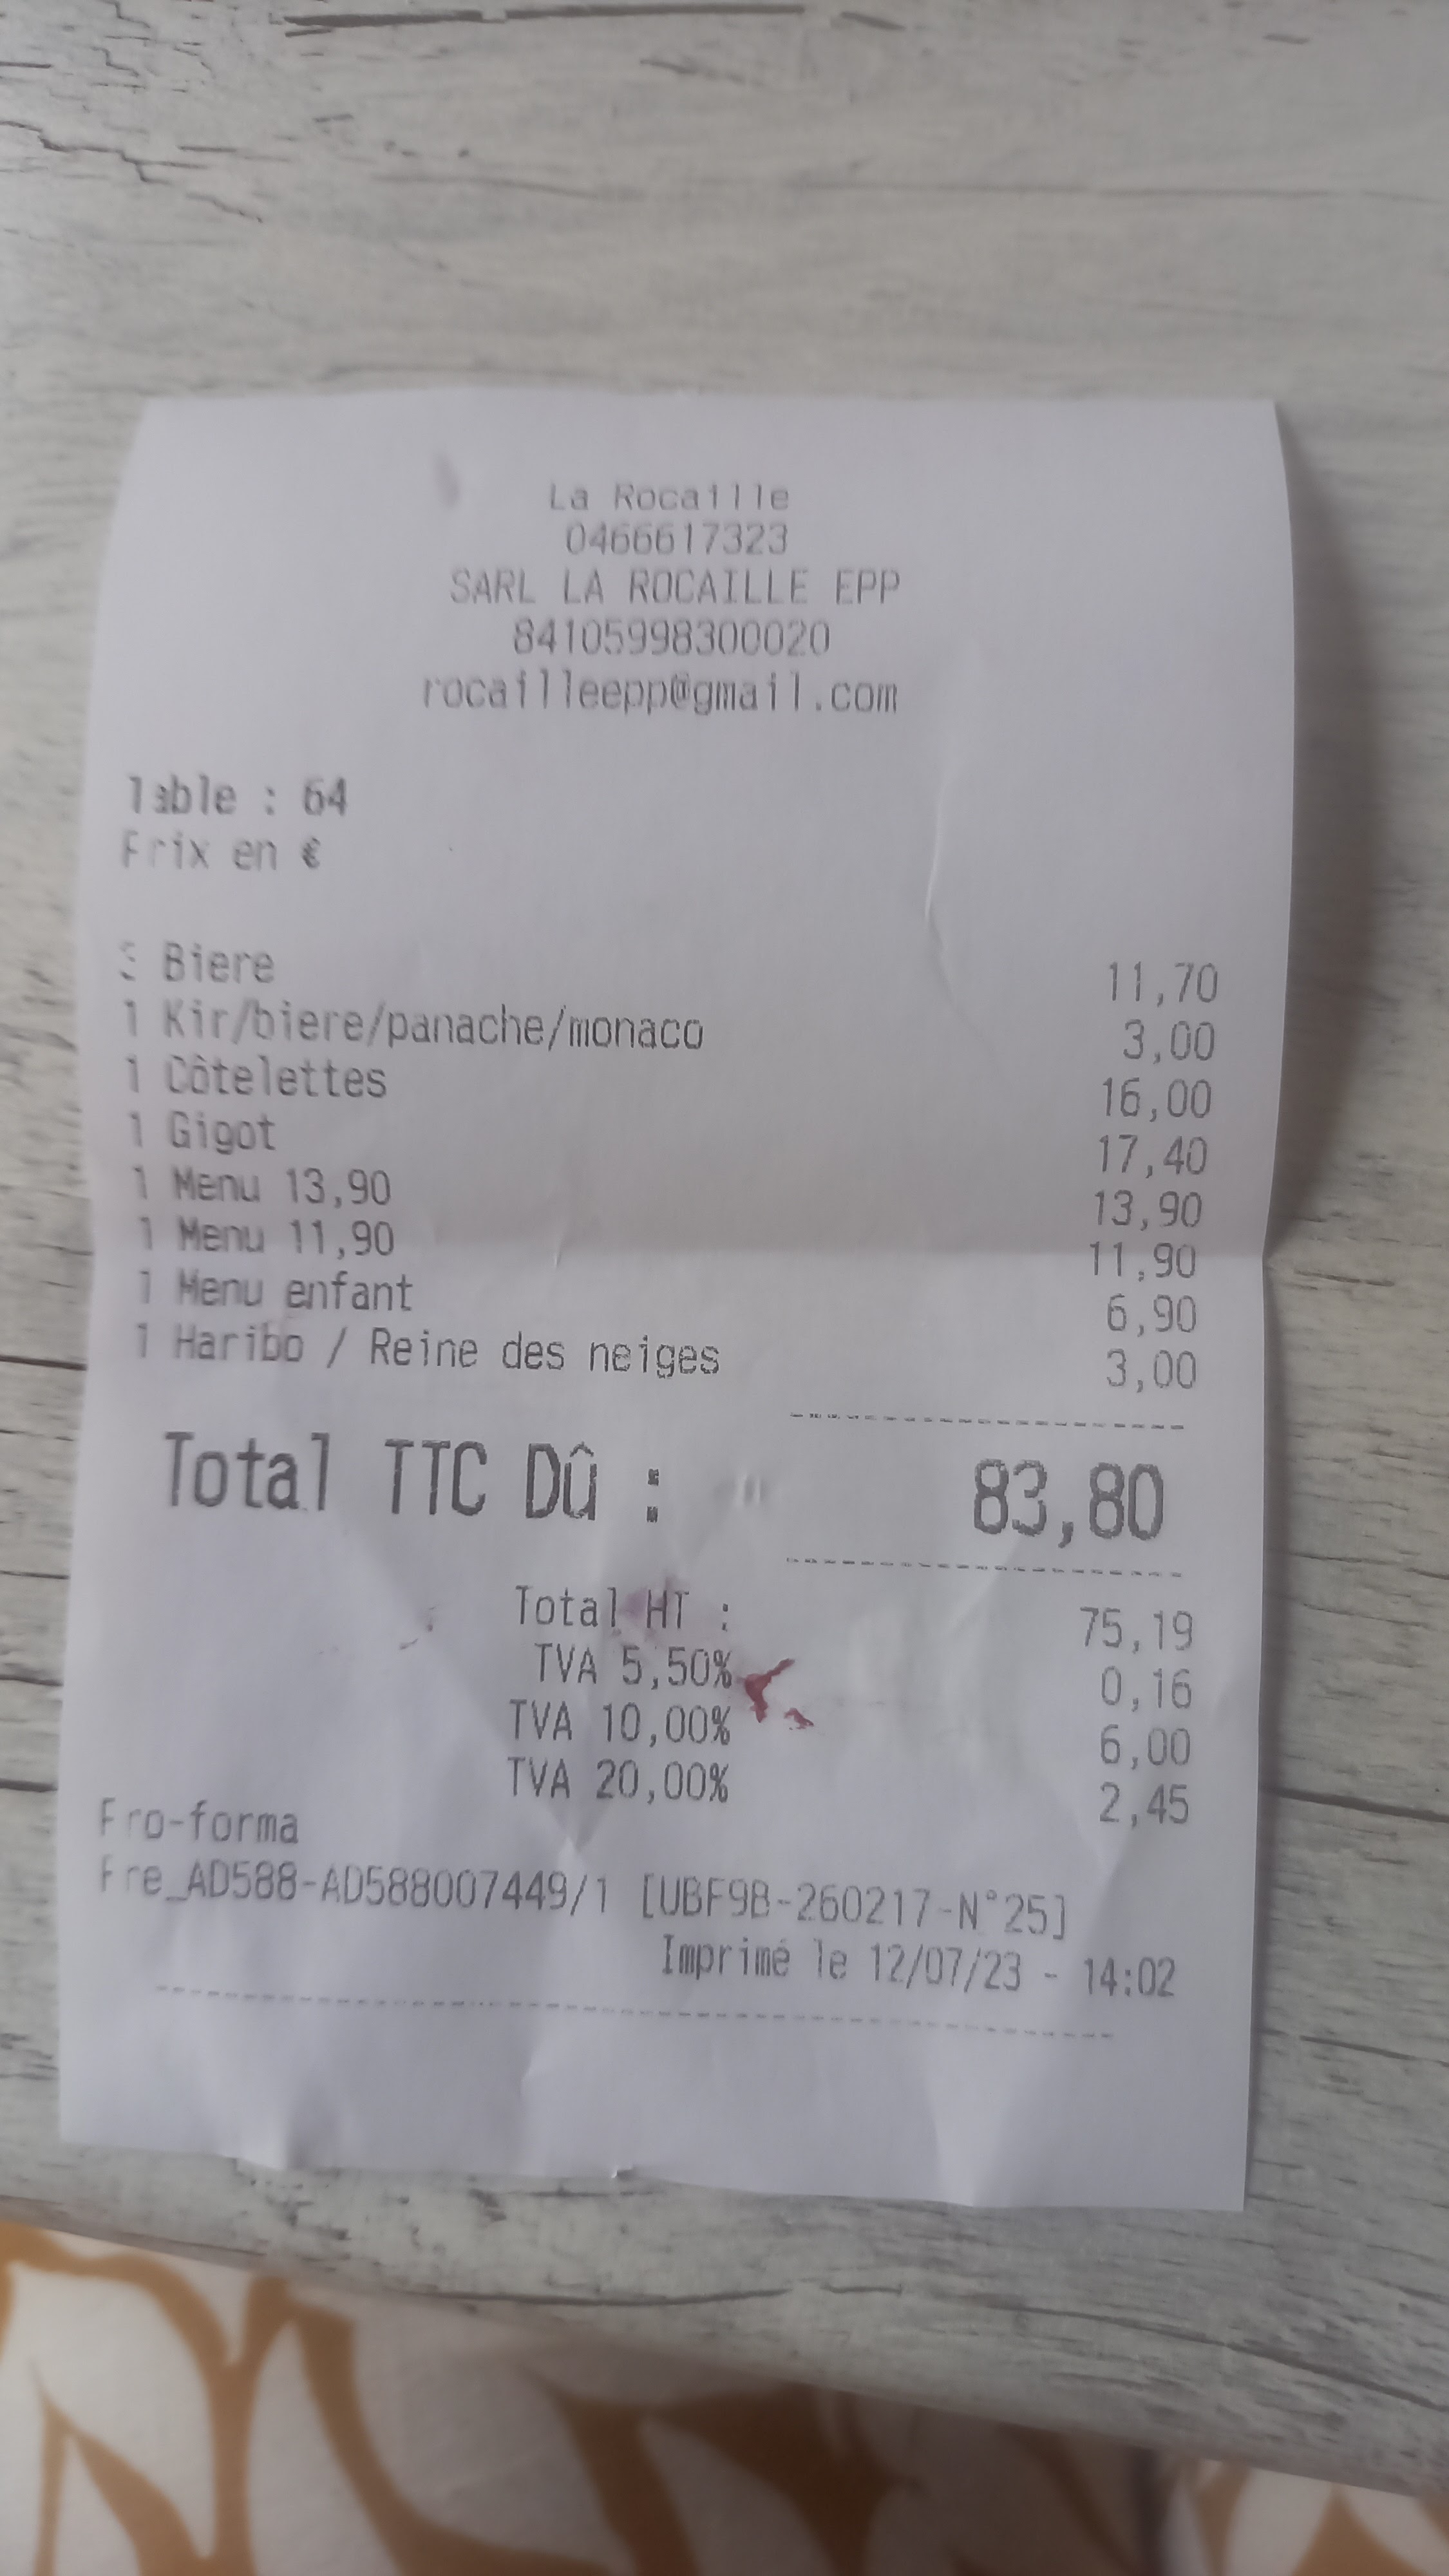 La Rocaille
0466617323
SARL LA ROCAILLE EPP
84105998300020
rocailleepp@gmail.com
Table : 64
Prix en €
3 Biere 11,70
1 Kir/biere/panache/monaco 3,00
1 Côtelettes 16,00
1 Gigot 17,40
1 Menu 13,90 13,90
1 Menu 11,90 11,90
1 Menu enfant 6,90
1 Haribo / Reine des neiges 3,00
Total TTC Dû : 83,80
Total HT : 75,19
TVA 5,50% 0,16
TVA 10,00% 6,00
TVA 20,00% 2,45
Pro-forma
Pre_AD588-AD588007449/1 [UBF9B-260217-N°25]
Imprimé le 12/07/23 - 14:02